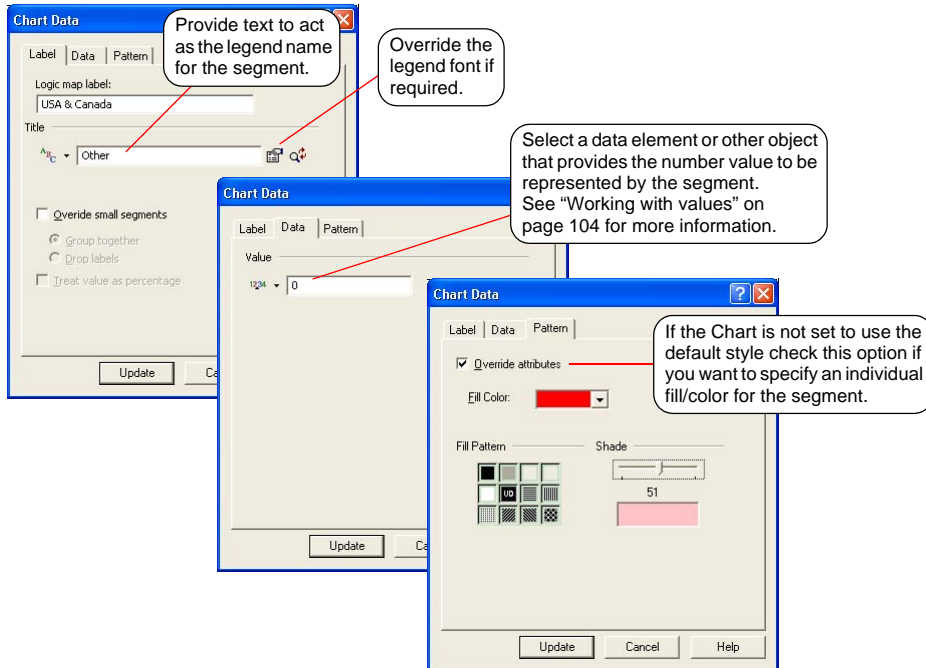 Chart Data
Provide text to act
as the legend name
for the segment.
Override the
legend font if
required.
Label Data Pattern
Logic map label:
USA & Canada
Title
ABC Other
Overide small segments
Group together
Drop labels
Treat value as percentage
Update Ca
Select a data element or other object
that provides the number value to be
represented by the segment.
See “Working with values” on
page 104 for more information.
Chart Data
Label Data Pattern
Value
1234 0
Update Ca
Chart Data
Label Data Pattern
If the Chart is not set to use the
default style check this option if
you want to specify an individual
fill/color for the segment.
Override attributes
Fill Color:
Fill Pattern Shade
UD
51
Update Cancel Help